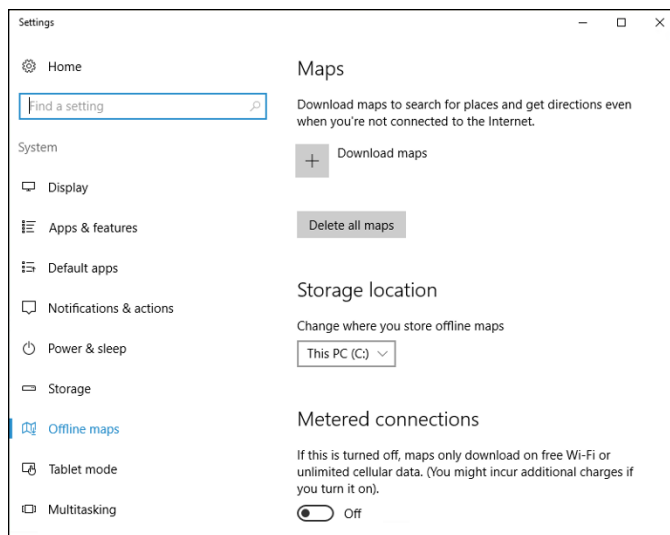 Settings
Home
Find a setting
System
Display
Apps & features
Default apps
Notifications & actions
Power & sleep
Storage
Offline maps
Tablet mode
Multitasking
Maps
Download maps to search for places and get directions even
when you're not connected to the Internet.
Download maps
Delete all maps
Storage location
Change where you store offline maps
This PC (C:)
Metered connections
If this is turned off, maps only download on free Wi-Fi or
unlimited cellular data. (You might incur additional charges if
you turn it on).
Off